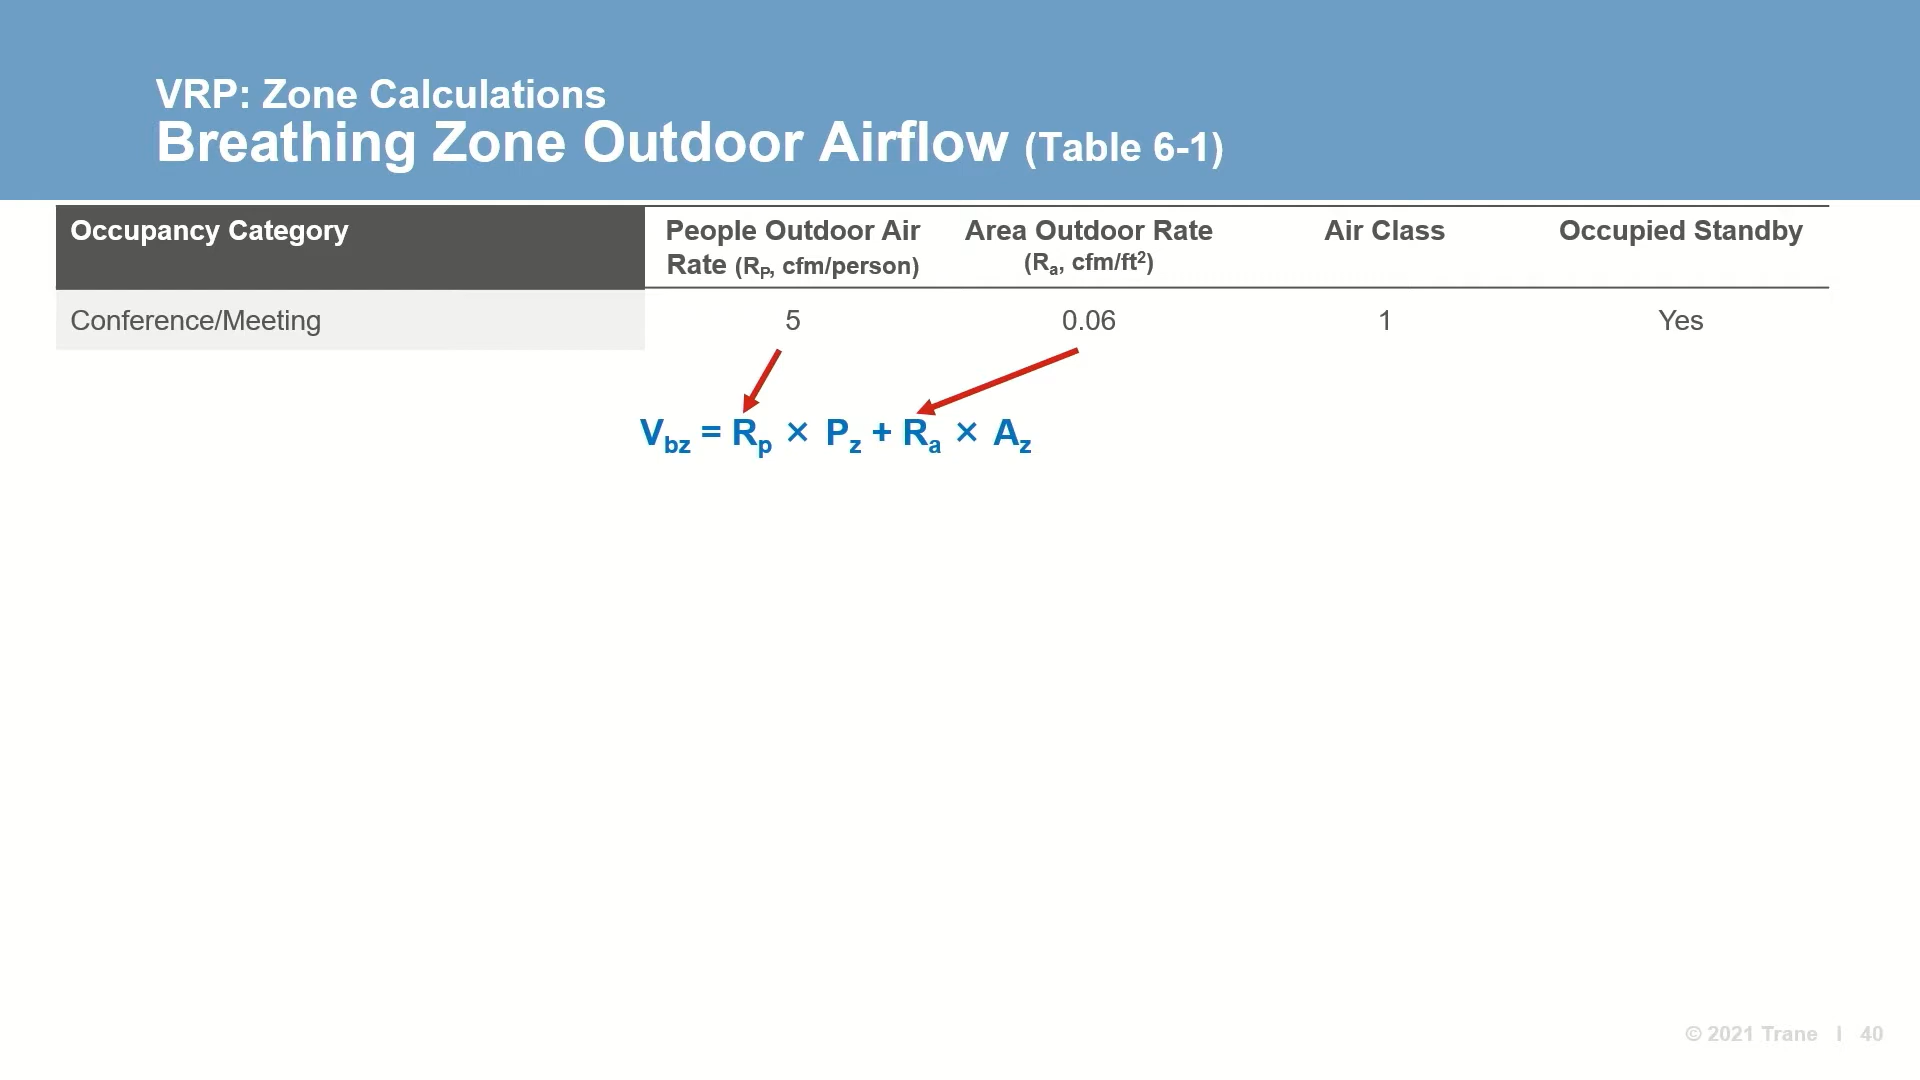 VRP: Zone Calculations
Breathing Zone Outdoor Airflow (Table 6-1)
Occupancy Category
People Outdoor Air
Rate (RP, cfm/person)
Area Outdoor Rate
(Ra, cfm/ft²)
Air Class
Occupied Standby
Conference/Meeting 5 0.06 1 Yes
Vbz = Rp × Pz + Ra × Az
© 2021 Trane | 40